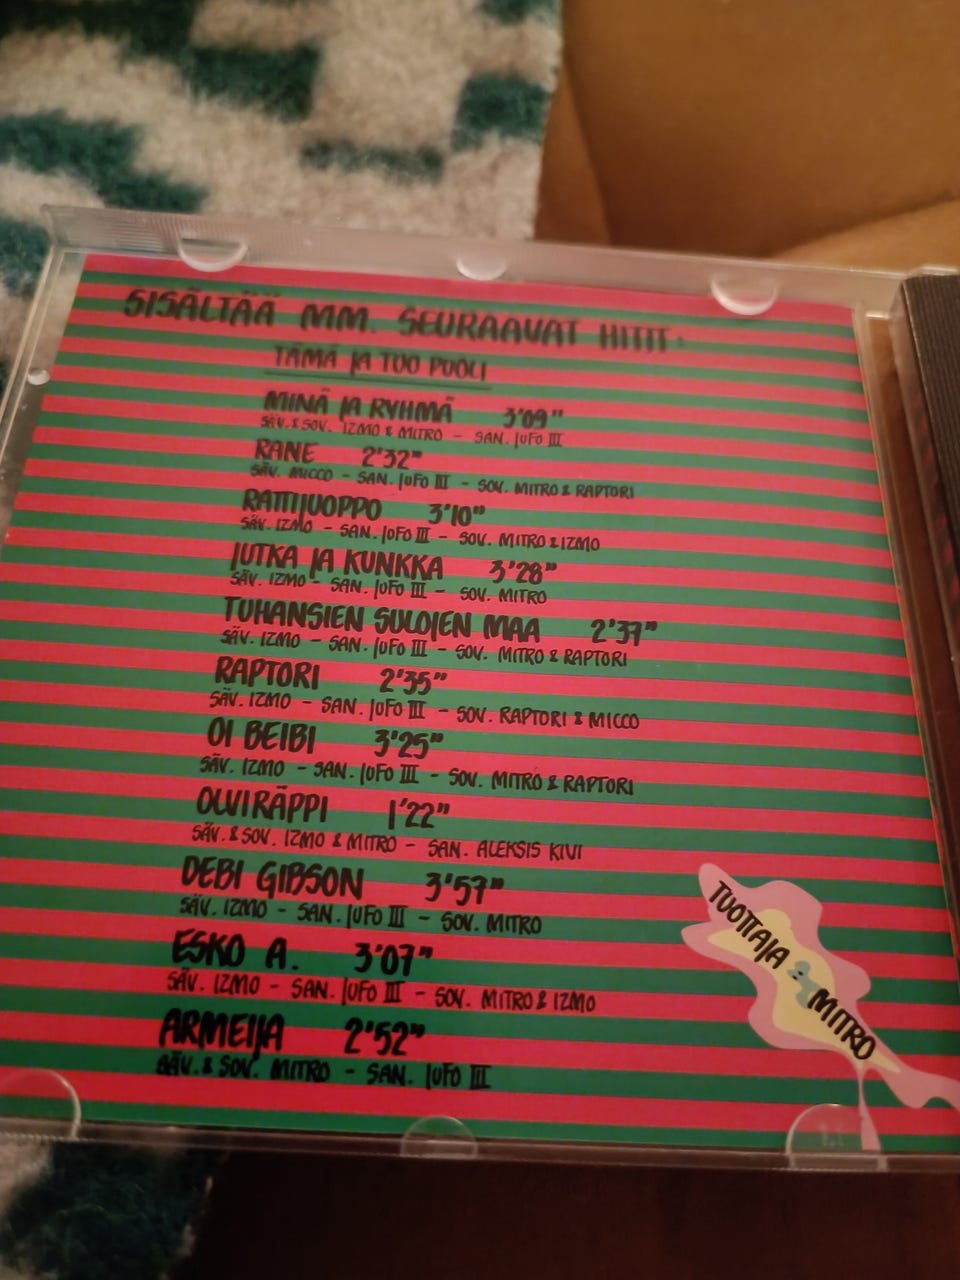 SISÄLTÄÄ MM. SEURAAVAT HITIT:
TÄMÄ JA TUO PUOLI
MINÄ JA RYHMÄ 3'09"
SÄV. & SOV. IZMO & MITRO - SAN. JUFO III
RANE 2'32"
SÄV. MICCO - SAN. JUFO III - SOV. MITRO & RAPTORI
RATTIJUOPPO 3'10"
SÄV. IZMO - SAN. JUFO III - SOV. MITRO & IZMO
JUTKA JA KUNKKA 3'28"
SÄV. IZMO - SAN. JUFO III - SOV. MITRO
TUHANSIEN SULOJEN MAA 2'37"
SÄV. IZMO - SAN. JUFO III - SOV. MITRO & RAPTORI
RAPTORI 2'35"
SÄV. IZMO - SAN. JUFO III - SOV. RAPTORI & MICCO
OI BEIBI 3'25"
SÄV. IZMO - SAN. JUFO III - SOV. MITRO & RAPTORI
OLVIRÄPPI 1'22"
SÄV. & SOV. IZMO & MITRO - SAN. ALEKSIS KIVI
DEBI GIBSON 3'57"
SÄV. IZMO - SAN. JUFO III - SOV. MITRO
ESKO A. 3'07"
SÄV. IZMO - SAN. JUFO III - SOV. MITRO & IZMO
ARMEIJA 2'52"
SÄV. & SOV. MITRO - SAN. JUFO III
TUOTTAJA : MITRO